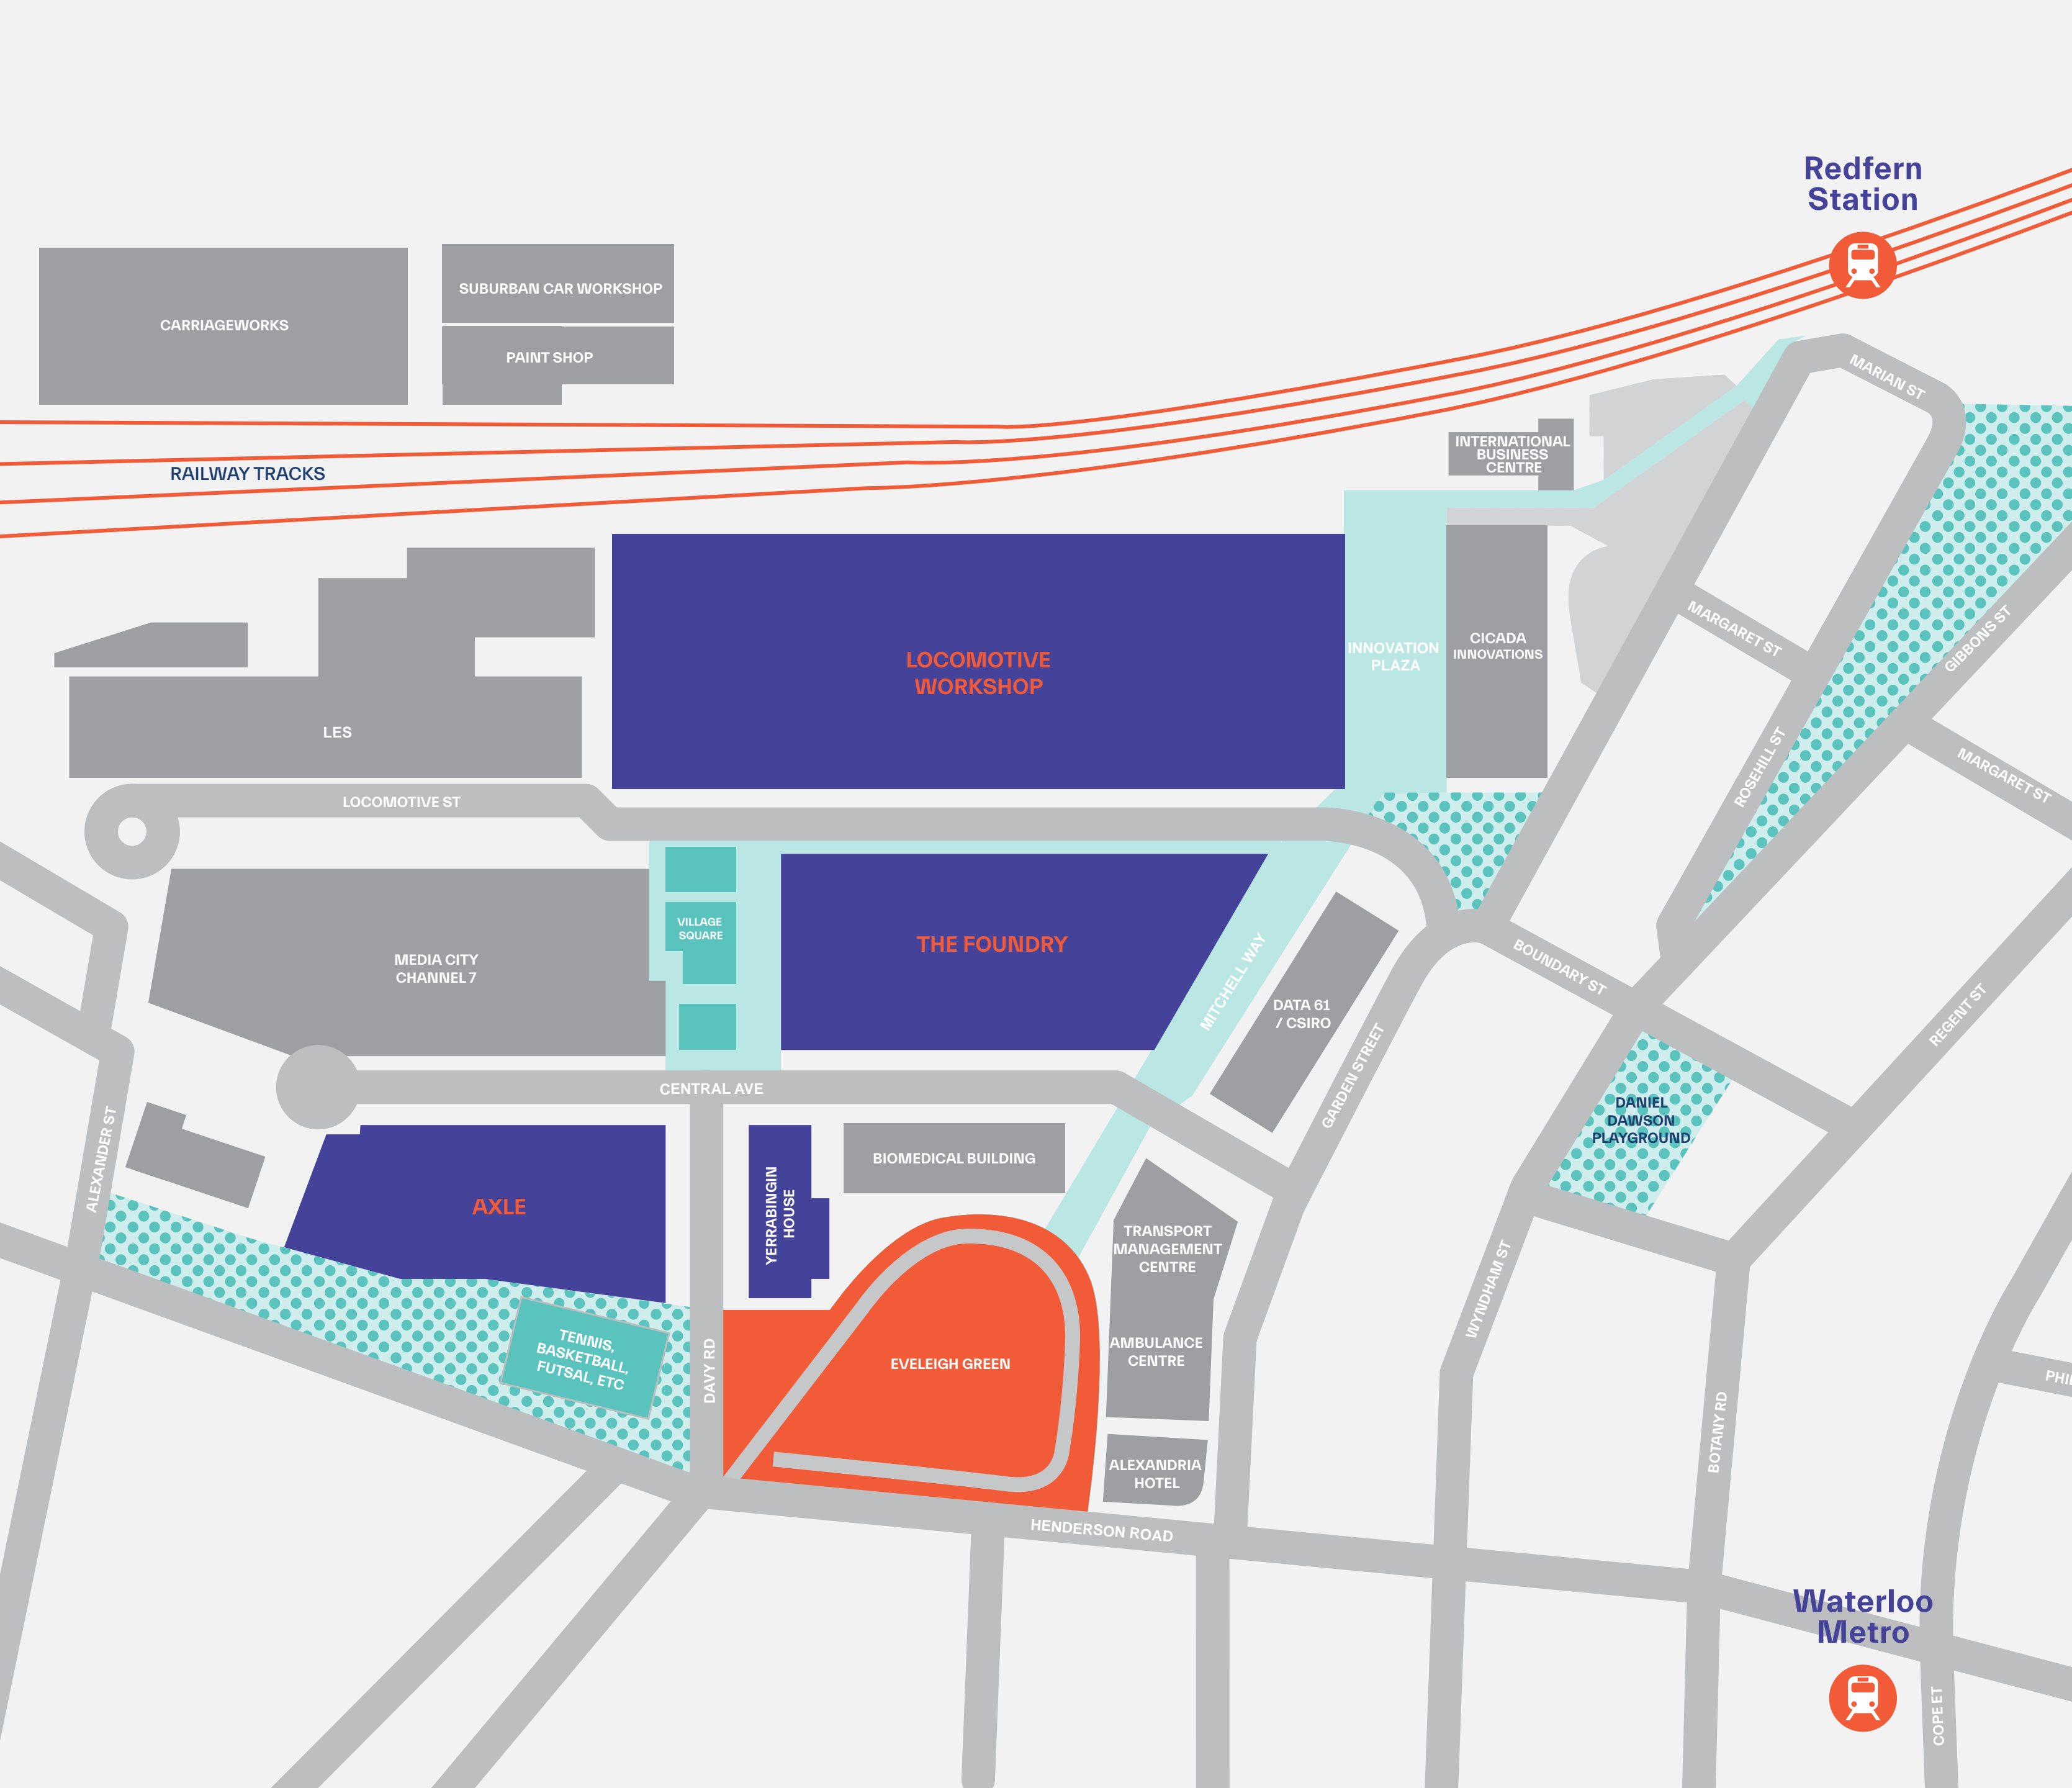 Redfern
Station
SUBURBAN CAR WORKSHOP
CARRIAGEWORKS
PAINT SHOP
MARIAN ST
INTERNATIONAL
BUSINESS
CENTRE
RAILWAY TRACKS
LOCOMOTIVE
WORKSHOP
INNOVATION
PLAZA
CICADA
INNOVATIONS
MARGARET ST
GIBBONS ST
LES
ROSEHILL ST
MARGARET ST
LOCOMOTIVE ST
VILLAGE
SQUARE
THE FOUNDRY
MEDIA CITY
CHANNEL 7
MITCHELL WAY
DATA 61
/ CSIRO
BOUNDARY ST
REGENT ST
GARDEN STREET
CENTRAL AVE
DANIEL
DAWSON
PLAYGROUND
ALEXANDER ST
AXLE
YERRABINGIN
HOUSE
BIOMEDICAL BUILDING
TRANSPORT
MANAGEMENT
CENTRE
WYNDHAM ST
TENNIS,
BASKETBALL,
FUTSAL, ETC
DAVY RD
EVELEIGH GREEN
AMBULANCE
CENTRE
PHIL
BOTANY RD
ALEXANDRIA
HOTEL
HENDERSON ROAD
Waterloo
Metro
COPE ET